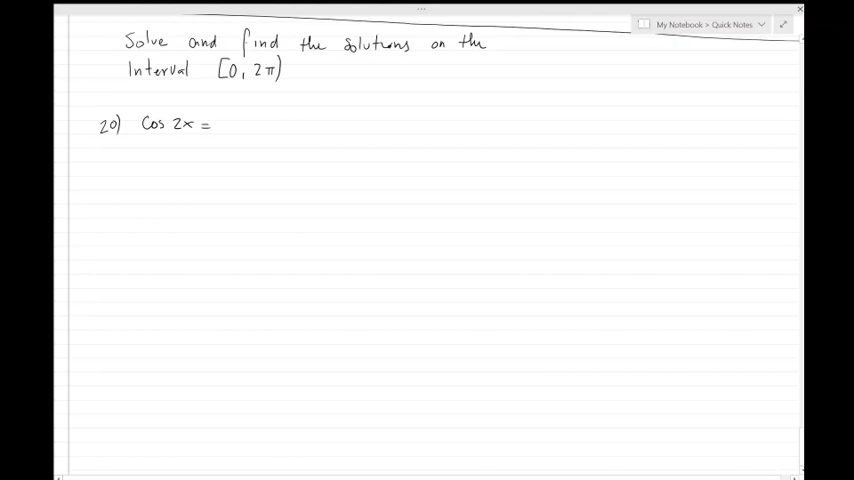 My Notebook > Quick Notes
Solve and find the solutions on the
Interval [0, 2π)
20) Cos 2x =